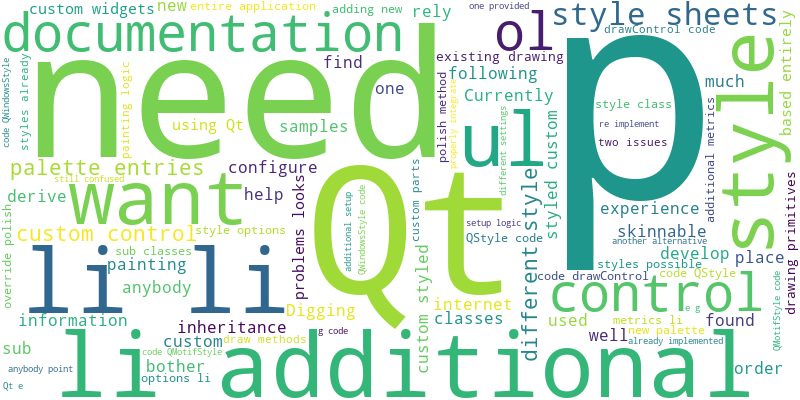 custom widgets
new
entire application
adding new
rely
one provided
style sheets
documentation
ol
drawControl code
code QWindowsStyle
styles already
need
p
style
based entirely
find
existing drawing
following
much
painting logic
one
Currently
style class
using Qt
samples
polish method
properly integrate
ul
re implement
two issues
additional metrics
palette entries
configure
still confused
want
Qt
different settings
styled custom
derive
help
experience
drawing primitives
override polish
custom control
style options
problems looks
additional setup
QWindowsStyle code
custom parts
different style
setup logic
QStyle code
skinnable
another alternative
develop
place
li
li
sub classes
painting
anybody
custom styled
code drawControl
styles possible
code QStyle
Digging
internet
control
information
inheritance
g code
classes
used
metrics li
e g
found
well
new palette
already implemented
QMotifStyle code
sub
custom
draw methods
bother
code QMotifStyle
options li
anybody point
Qt e
li
additional
order